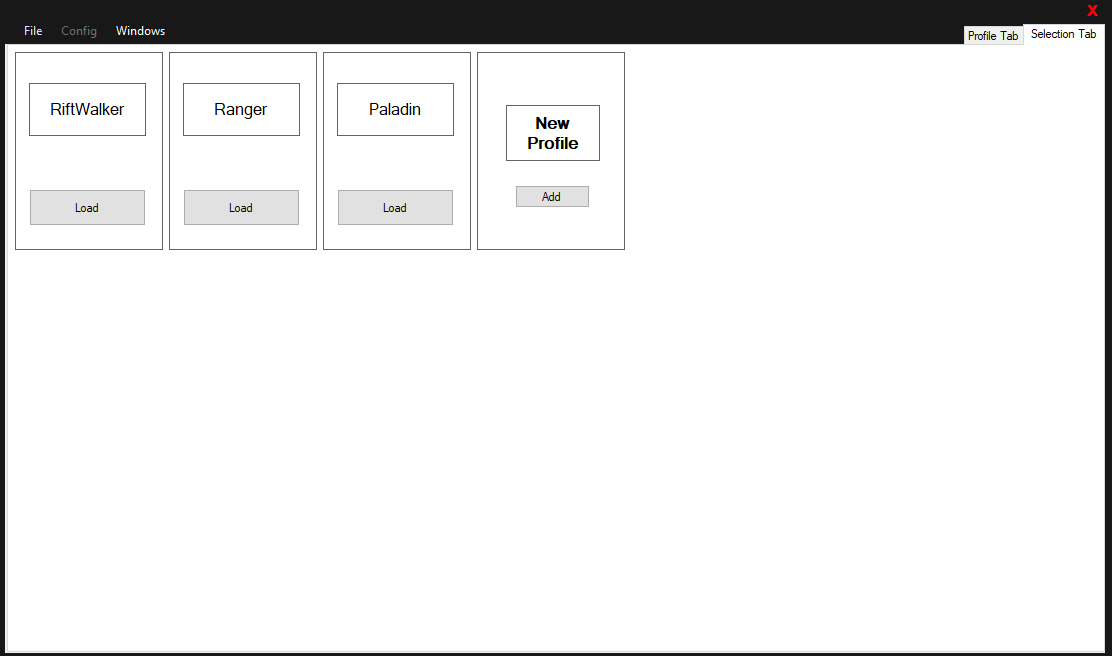 X
File Config Windows
Profile Tab Selection Tab
RiftWalker
Load
Ranger
Load
Paladin
Load
New
Profile
Add